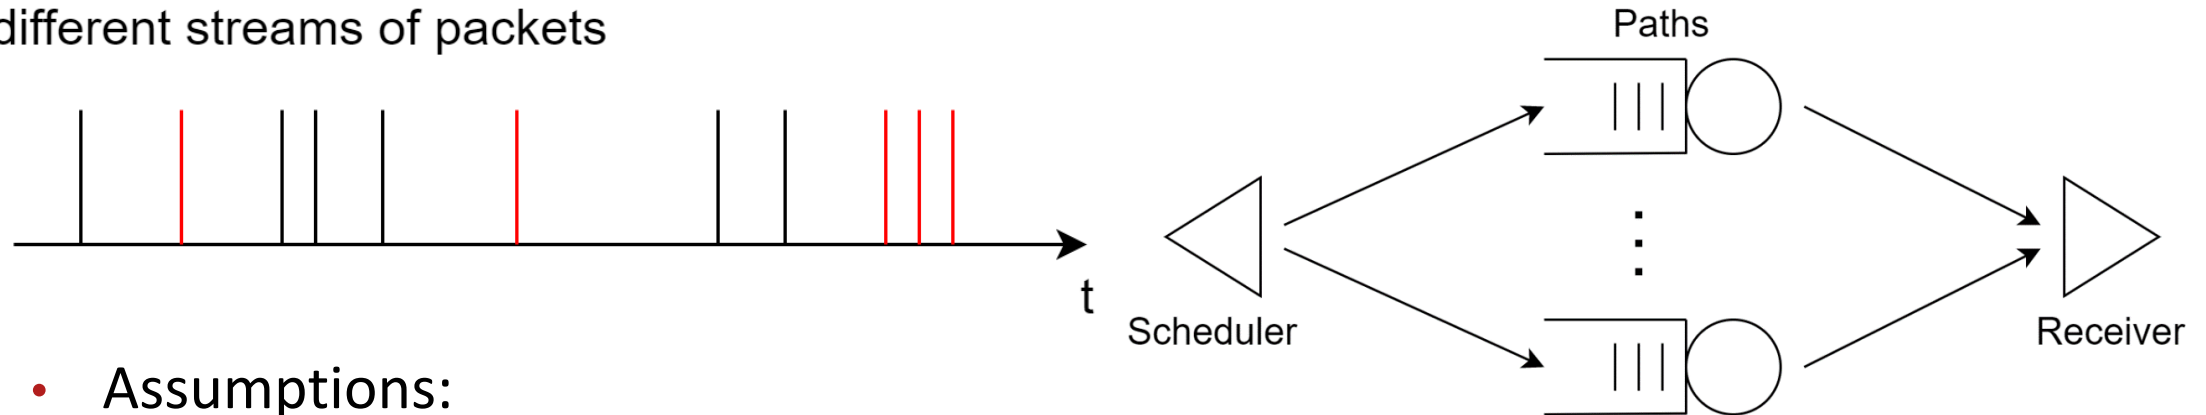 different streams of packets
Paths
t
Scheduler
Receiver
• Assumptions: